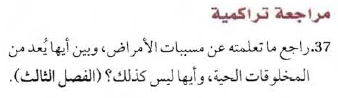 مراجعة تراكمية
37. راجع ما تعلمته عن مسببات الأمراض، وبين أيها يُعد من
المخلوقات الحية، وأيها ليس كذلك؟ (الفصل الثالث).